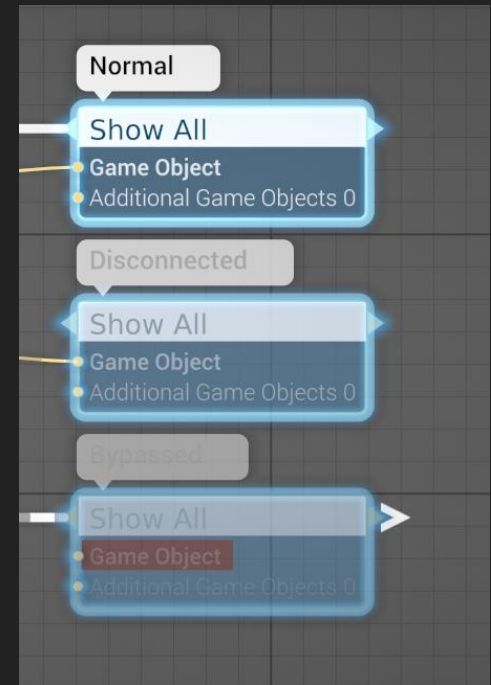 Normal
Show All
Game Object
Additional Game Objects 0
Disconnected
Show All
Game Object
Additional Game Objects 0
Bypassed
Show All
Game Object
Additional Game Objects 0